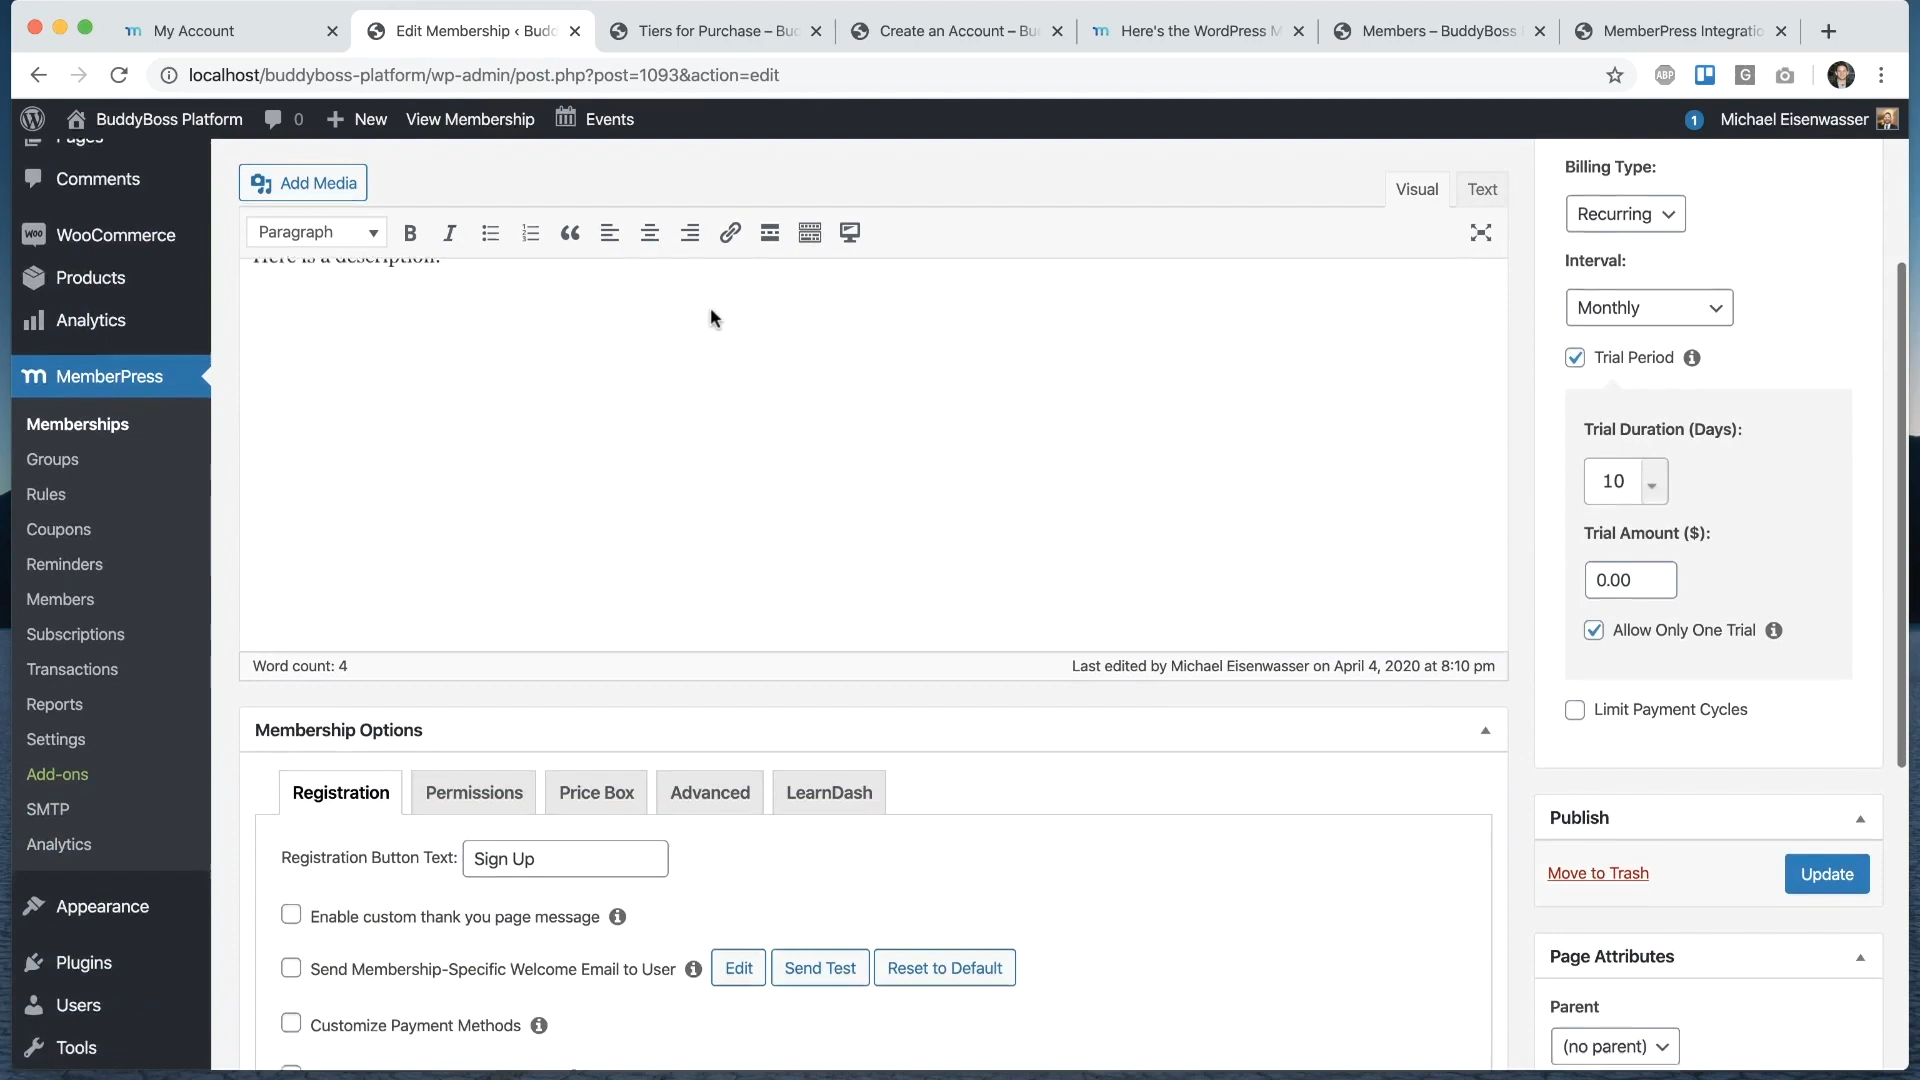 My Account
Edit Membership ‹ Budd
Tiers for Purchase – Bud
Create an Account – Bud
Here's the WordPress M
Members – BuddyBoss
MemberPress Integratio
localhost/buddyboss-platform/wp-admin/post.php?post=1093&action=edit
ABP
G
BuddyBoss Platform
0
New
View Membership
Events
1
Michael Eisenwasser
Pages
Comments
WooCommerce
Products
Analytics
MemberPress
Memberships
Groups
Rules
Coupons
Reminders
Members
Subscriptions
Transactions
Reports
Settings
Add-ons
SMTP
Analytics
Appearance
Plugins
Users
Tools
Add Media
Visual
Text
Paragraph
Here is a description.
Word count: 4
Last edited by Michael Eisenwasser on April 4, 2020 at 8:10 pm
Membership Options
Registration
Permissions
Price Box
Advanced
LearnDash
Registration Button Text:
Sign Up
Enable custom thank you page message
Send Membership-Specific Welcome Email to User
Edit
Send Test
Reset to Default
Customize Payment Methods
Billing Type:
Recurring
Interval:
Monthly
Trial Period
Trial Duration (Days):
10
Trial Amount ($):
0.00
Allow Only One Trial
Limit Payment Cycles
Publish
Move to Trash
Update
Page Attributes
Parent
(no parent)